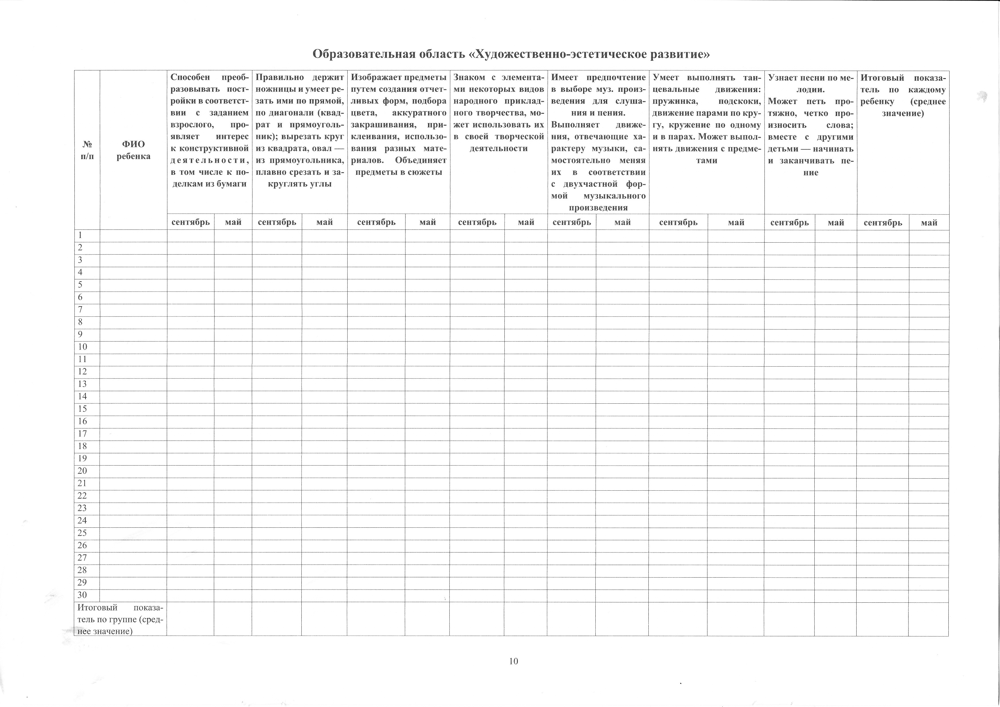 Образовательная область «Художественно-эстетическое развитие»
№
п/п
ФИО
ребенка
Способен преоб-
разовывать пост-
ройки в соответст-
вии с заданием
взрослого, про-
являет интерес
к конструктивной
деятельности,
в том числе к по-
делкам из бумаги
Правильно держит
ножницы и умеет ре-
зать ими по прямой,
по диагонали (квад-
рат и прямоуголь-
ник); вырезать круг
из квадрата, овал —
из прямоугольника,
плавно срезать и за-
круглять углы
Изображает предметы
путем создания отчет-
ливых форм, подбора
цвета, аккуратного
закрашивания, при-
клеивания, использо-
вания разных мате-
риалов. Объединяет
предметы в сюжеты
Знаком с элемента-
ми некоторых видов
народного приклад-
ного творчества, мо-
жет использовать их
в своей творческой
деятельности
Имеет предпочтение
в выборе муз. произ-
ведения для слуша-
ния и пения.
Выполняет движе-
ния, отвечающие ха-
рактеру музыки, са-
мостоятельно меняя
их в соответствии
с двухчастной фор-
мой музыкального
произведения
Умеет выполнять тан-
цевальные движения:
пружинка, подскоки,
движение парами по кру-
гу, кружение по одному
и в парах. Может выпол-
нять движения с предме-
тами
Узнает песни по ме-
лодии.
Может петь про-
тяжно, четко про-
износить слова;
вместе с другими
детьми — начинать
и заканчивать пе-
ние
Итоговый показа-
тель по каждому
ребенку (среднее
значение)
сентябрь май сентябрь май сентябрь май сентябрь май сентябрь май сентябрь май сентябрь май сентябрь май
1
2
3
4
5
6
7
8
9
10
11
12
13
14
15
16
17
18
19
20
21
22
23
24
25
26
27
28
29
30
Итоговый показа-
тель по группе (сред-
нее значение)
10